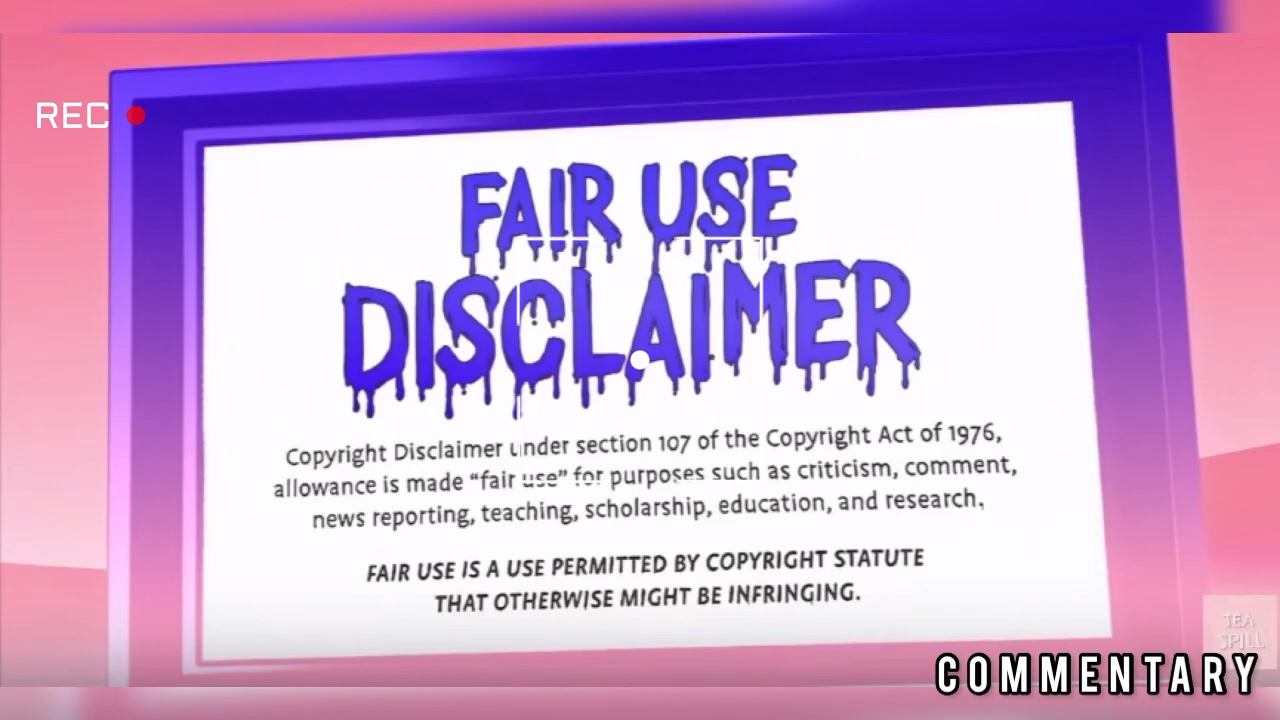 REC
FAIR USE
DISCLAIMER
Copyright Disclaimer under section 107 of the Copyright Act of 1976,
allowance is made “fair use” for purposes such as criticism, comment,
news reporting, teaching, scholarship, education, and research.
FAIR USE IS A USE PERMITTED BY COPYRIGHT STATUTE
THAT OTHERWISE MIGHT BE INFRINGING.
TEA
SPILL
COMMENTARY